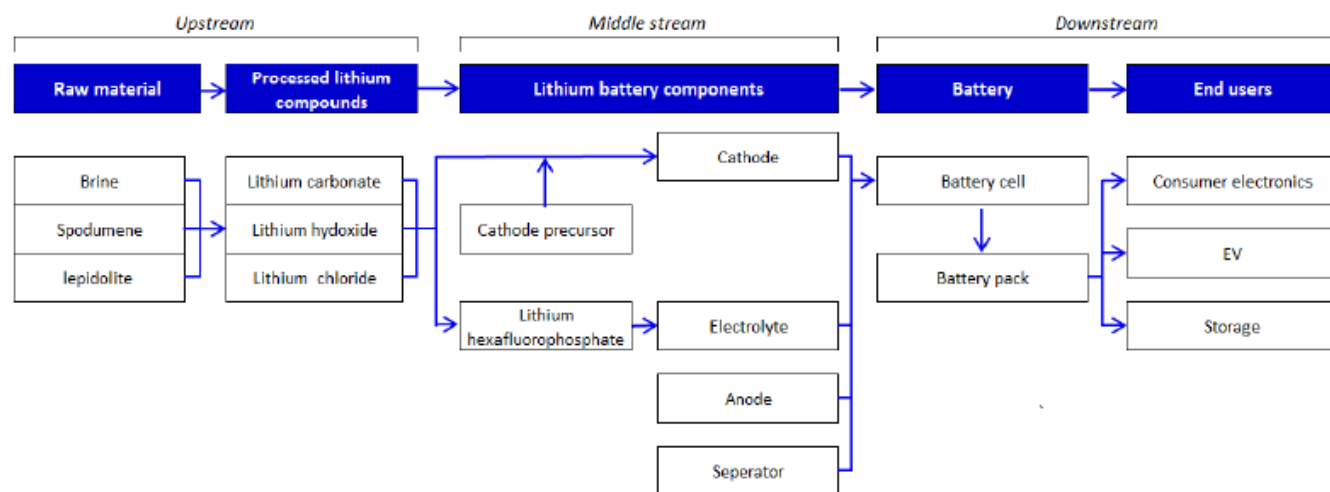 Upstream
Middle stream
Downstream
Raw material
Processed lithium
compounds
Lithium battery components
Battery
End users
Brine
Spodumene
lepidolite
Lithium carbonate
Lithium hydoxide
Lithium chloride
Cathode precursor
Lithium
hexafluorophosphate
Cathode
Electrolyte
Anode
Seperator
Battery cell
Battery pack
Consumer electronics
EV
Storage